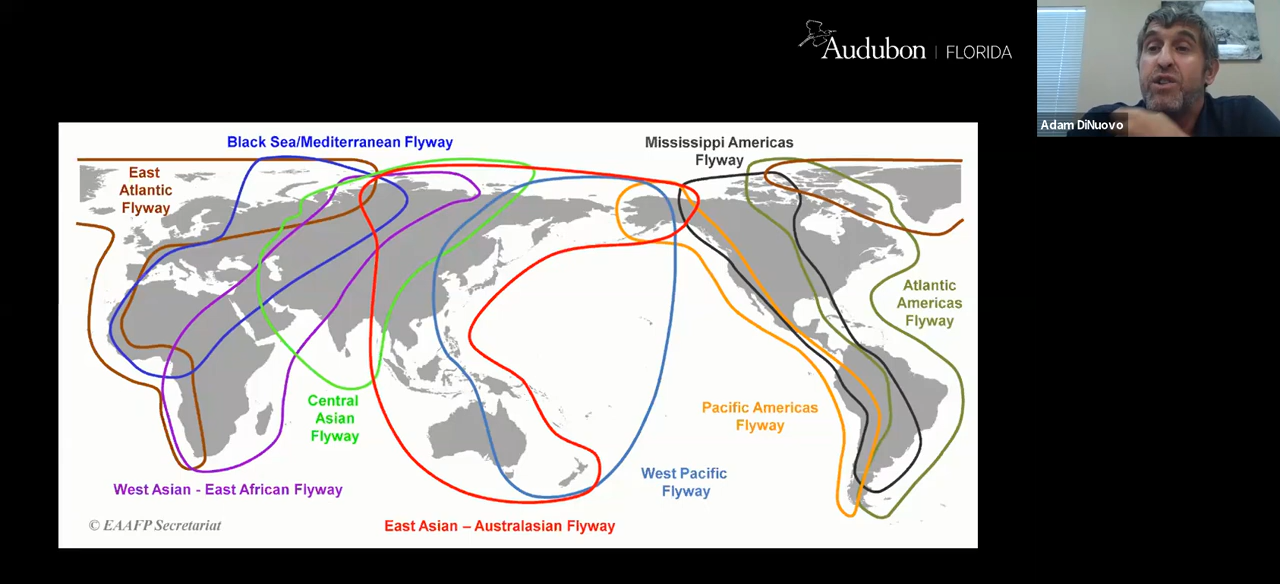 Audubon | FLORIDA
Adam DiNuovo
Black Sea/Mediterranean Flyway
Mississippi Americas
Flyway
East
Atlantic
Flyway
Atlantic
Americas
Flyway
Central
Asian
Flyway
Pacific Americas
Flyway
West Pacific
Flyway
West Asian - East African Flyway
East Asian – Australasian Flyway
© EAAFP Secretariat